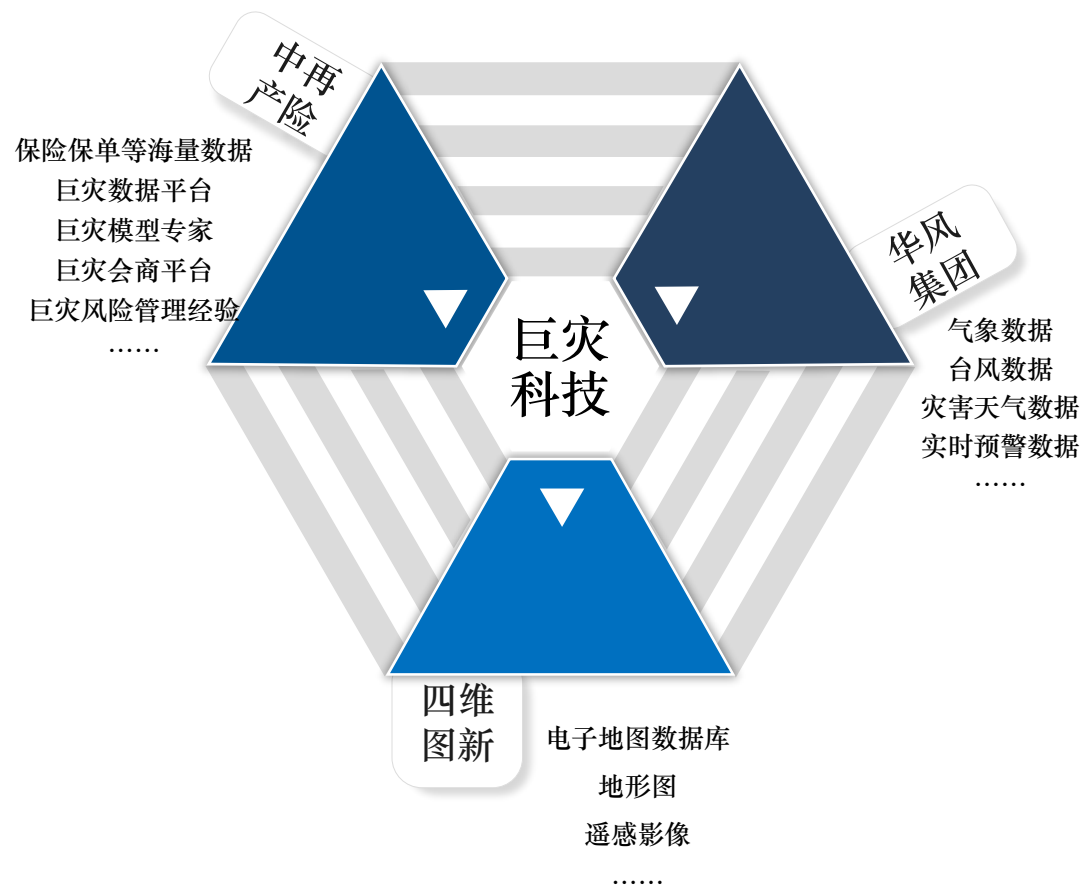 中再
产险
保险保单等海量数据
巨灾数据平台
巨灾模型专家
巨灾会商平台
巨灾风险管理经验
……
巨灾
科技
华风
集团
气象数据
台风数据
灾害天气数据
实时预警数据
……
四维
图新
电子地图数据库
地形图
遥感影像
……